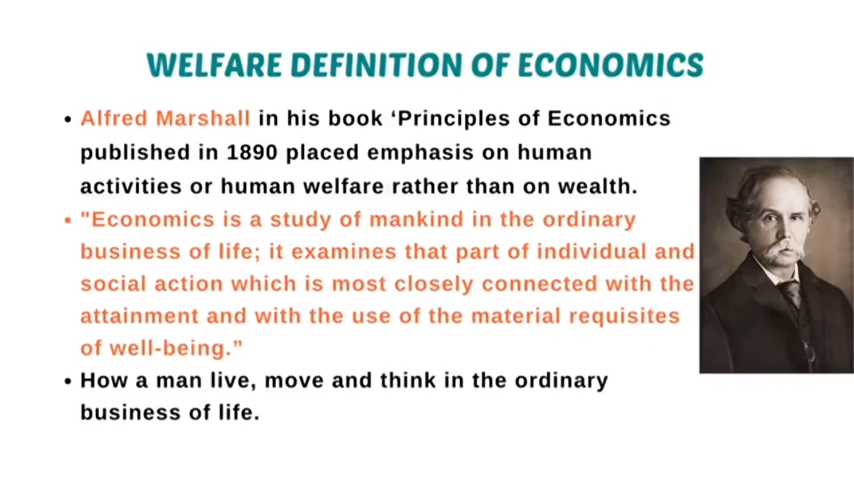 WELFARE DEFINITION OF ECONOMICS
• Alfred Marshall in his book ‘Principles of Economics
published in 1890 placed emphasis on human
activities or human welfare rather than on wealth.
• "Economics is a study of mankind in the ordinary
business of life; it examines that part of individual and
social action which is most closely connected with the
attainment and with the use of the material requisites
of well-being.”
• How a man live, move and think in the ordinary
business of life.